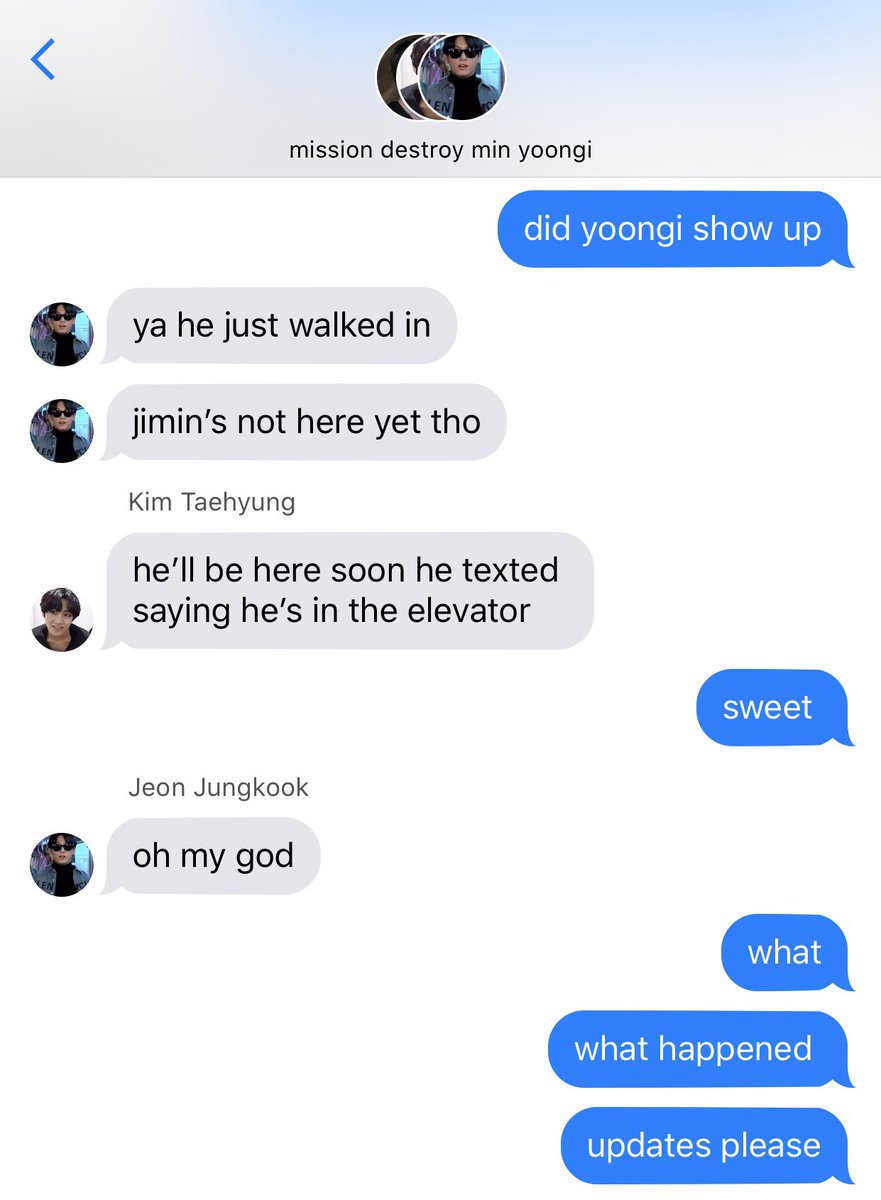 mission destroy min yoongi
did yoongi show up
ya he just walked in
jimin’s not here yet tho
Kim Taehyung
he’ll be here soon he texted
saying he’s in the elevator
sweet
Jeon Jungkook
oh my god
what
what happened
updates please